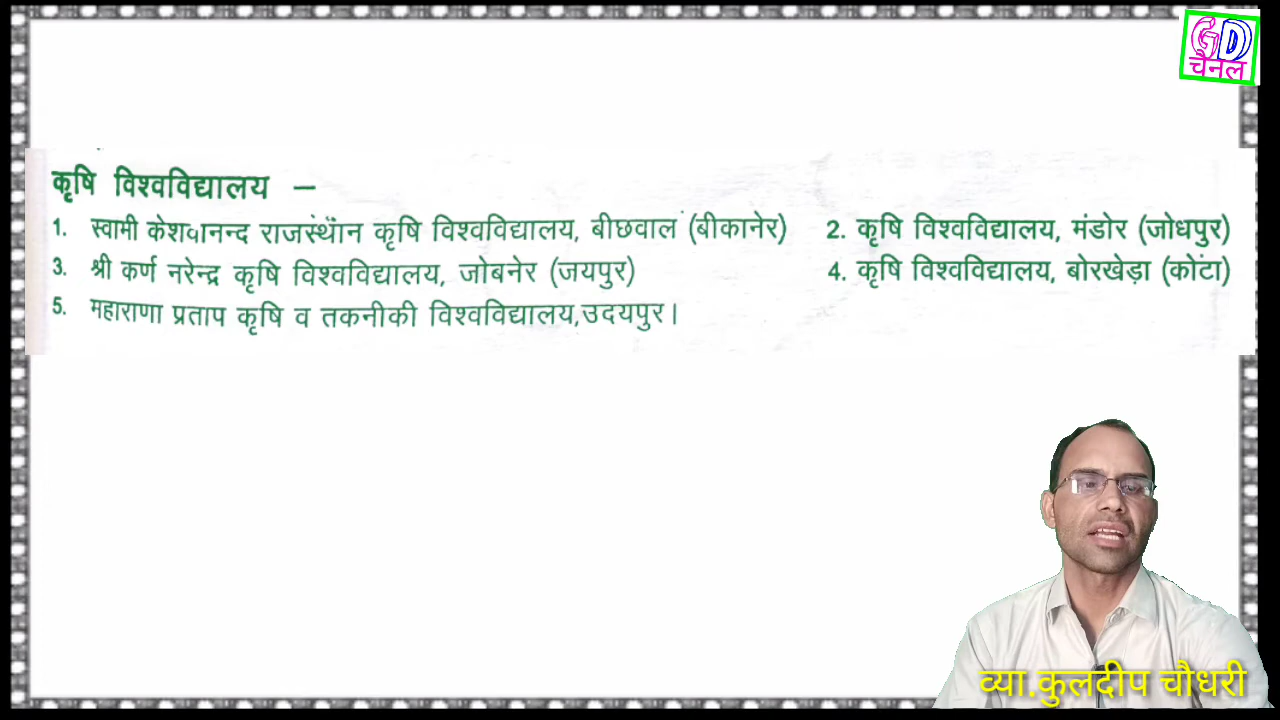 GD
चैनल
कृषि विश्वविद्यालय –
1. स्वामी केशवानन्द राजस्थान कृषि विश्वविद्यालय, बीछवाल (बीकानेर) 2. कृषि विश्वविद्यालय, मंडोर (जोधपुर)
3. श्री कर्ण नरेन्द्र कृषि विश्वविद्यालय, जोबनेर (जयपुर) 4. कृषि विश्वविद्यालय, बोरखेड़ा (कोटा)
5. महाराणा प्रताप कृषि व तकनीकी विश्वविद्यालय,उदयपुर।
व्या.कुलदीप चौधरी